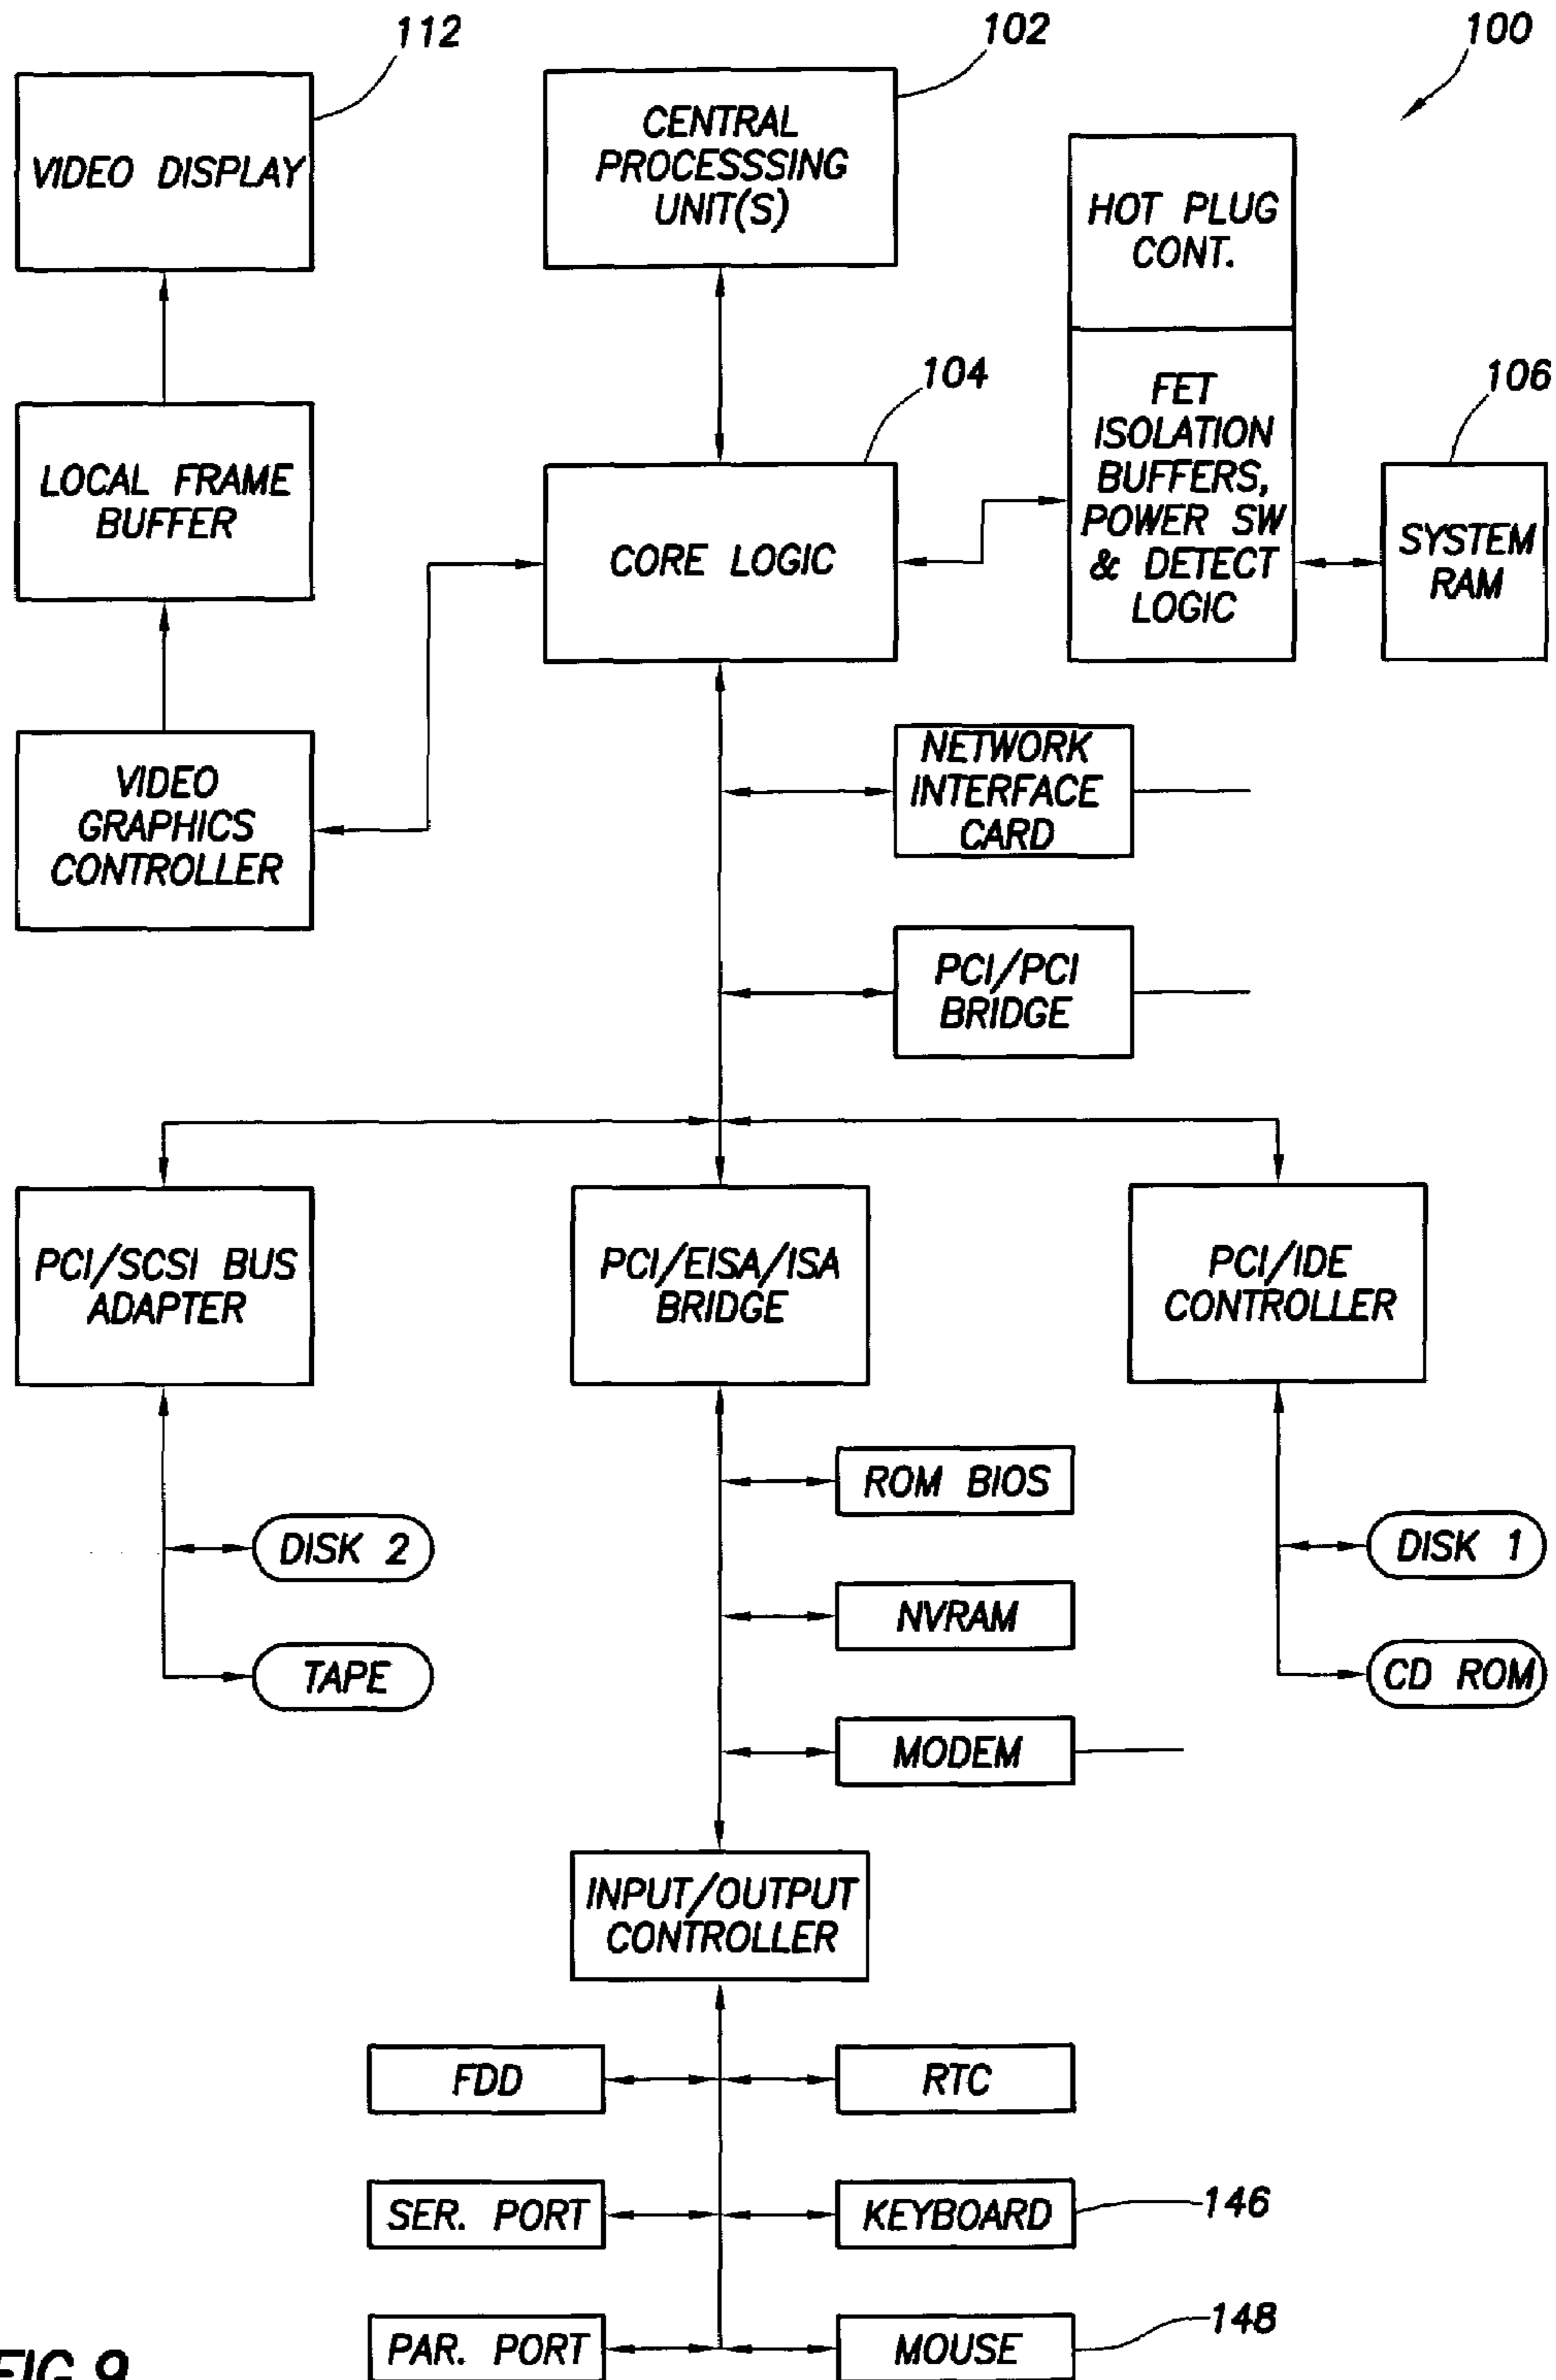 112
102
100
VIDEO DISPLAY
CENTRAL
PROCESSSING
UNIT(S)
HOT PLUG
CONT.
104
106
LOCAL FRAME
BUFFER
CORE LOGIC
FET
ISOLATION
BUFFERS,
POWER SW
& DETECT
LOGIC
SYSTEM
RAM
VIDEO
GRAPHICS
CONTROLLER
NETWORK
INTERFACE
CARD
PCI/PCI
BRIDGE
PCI/SCSI BUS
ADAPTER
PCI/EISA/ISA
BRIDGE
PCI/IDE
CONTROLLER
ROM BIOS
DISK 2
DISK 1
NVRAM
TAPE
CD ROM
MODEM
INPUT/OUTPUT
CONTROLLER
FDD
RTC
SER. PORT
KEYBOARD
146
PAR. PORT
MOUSE
148
FIG.9